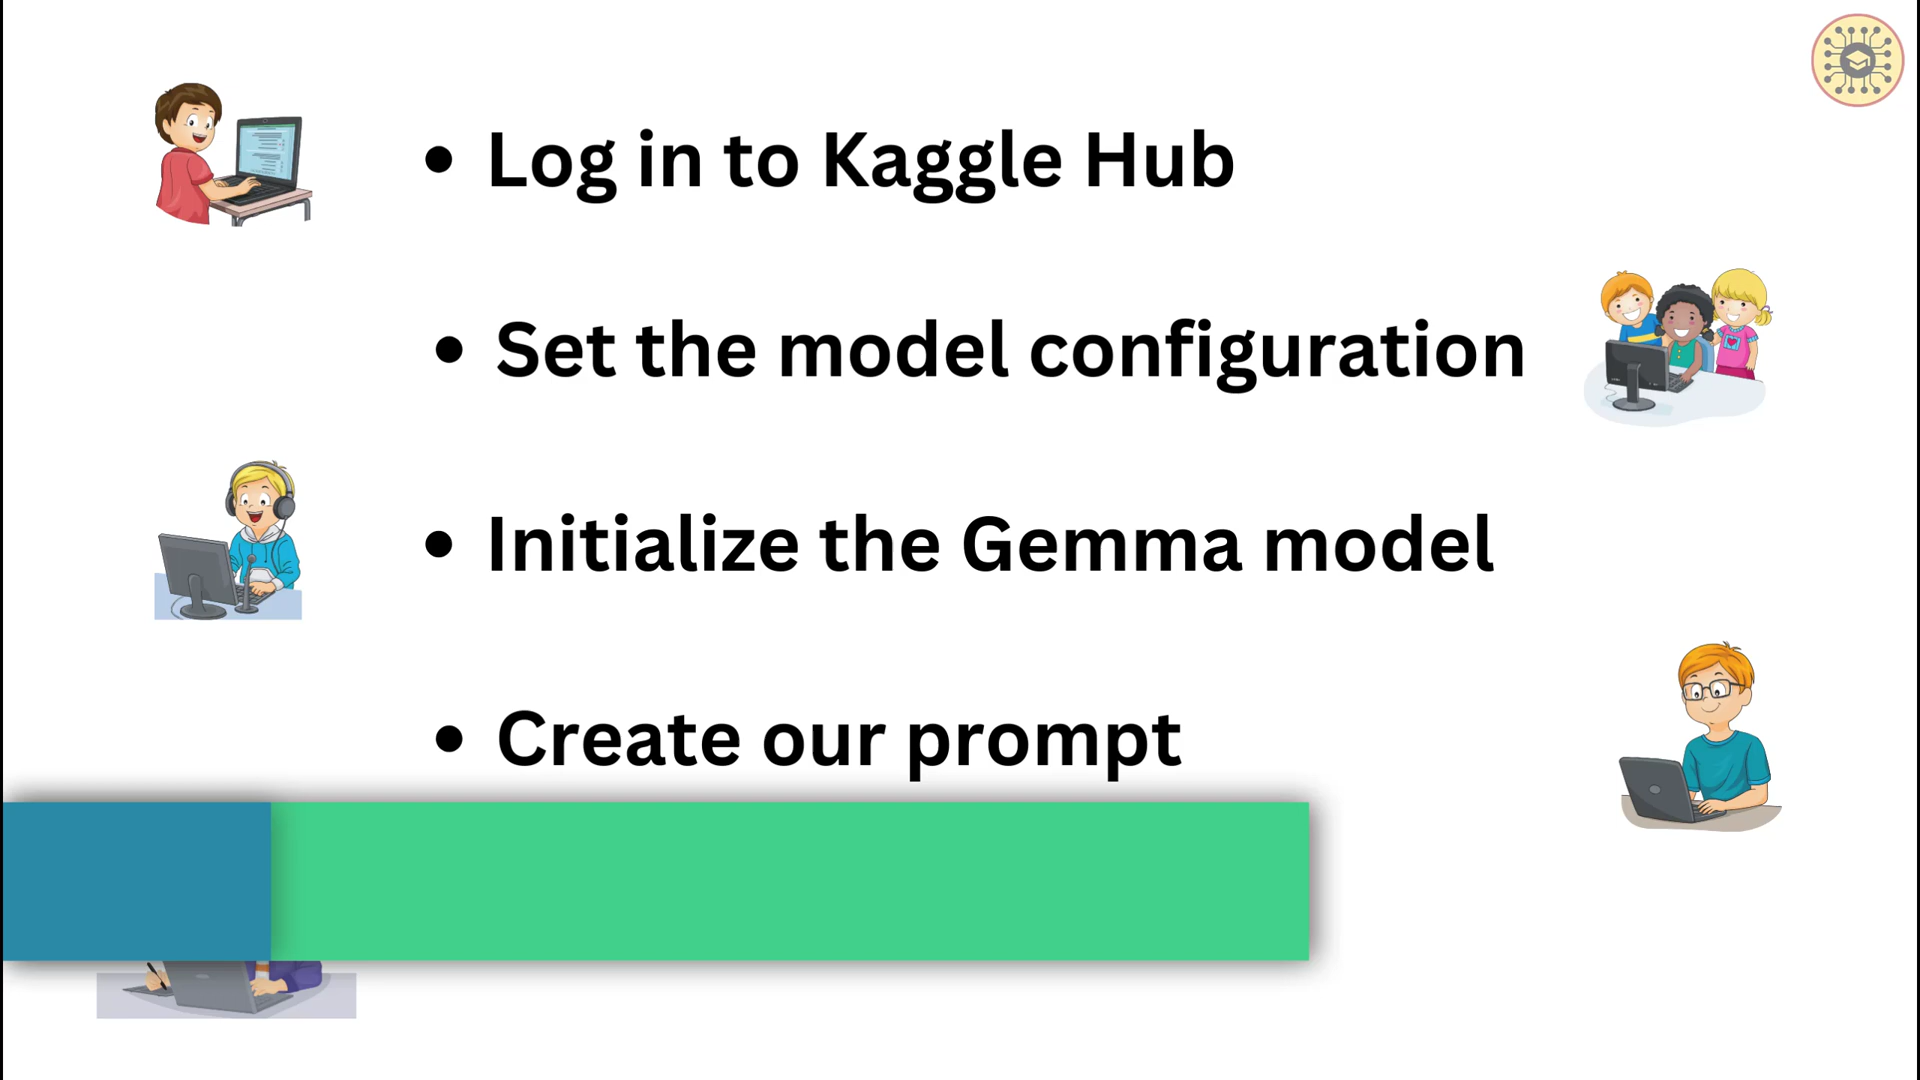 • Log in to Kaggle Hub
• Set the model configuration
• Initialize the Gemma model
• Create our prompt